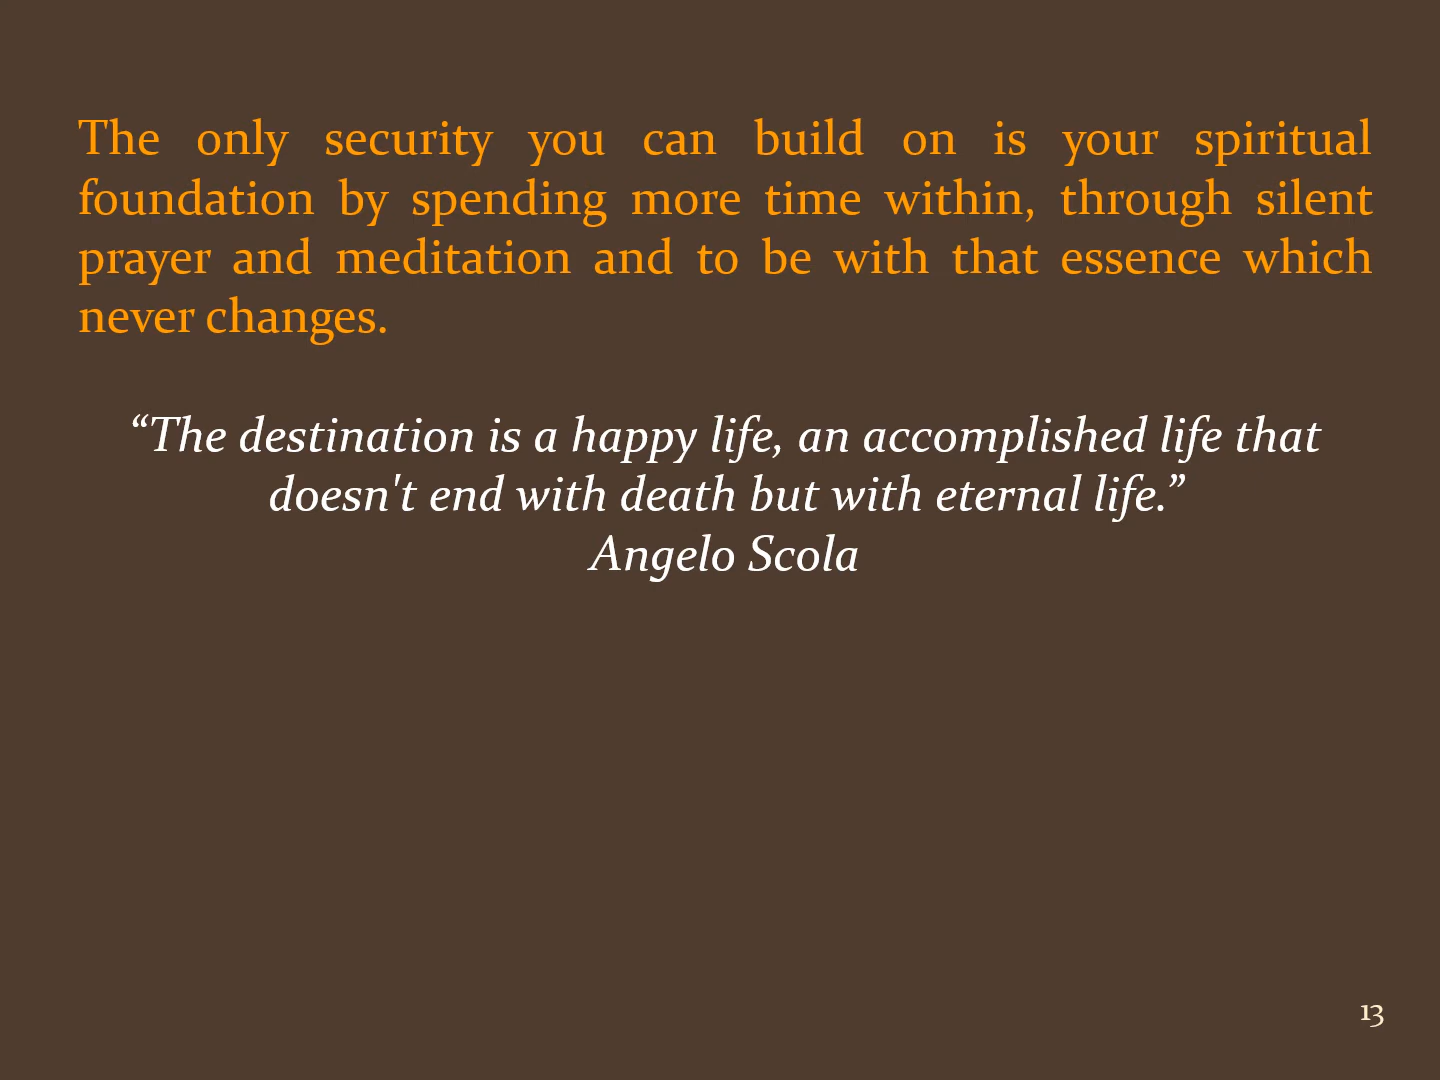 The only security you can build on is your spiritual
foundation by spending more time within, through silent
prayer and meditation and to be with that essence which
never changes.
“The destination is a happy life, an accomplished life that
doesn't end with death but with eternal life.”
Angelo Scola
13